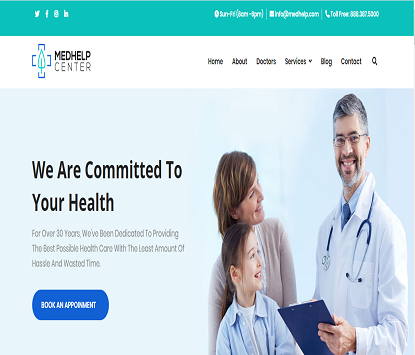 Sun-Fri (8am -8pm) | info@medhelp.com | Toll Free: 888.387.5000
MEDHELP
CENTER
Home About Doctors Services Blog Contact
We Are Committed To
Your Health
For Over 30 Years, We've Been Dedicated To Providing
The Best Possible Health Care With The Least Amount Of
Hassle And Wasted Time.
BOOK AN APPOINMENT